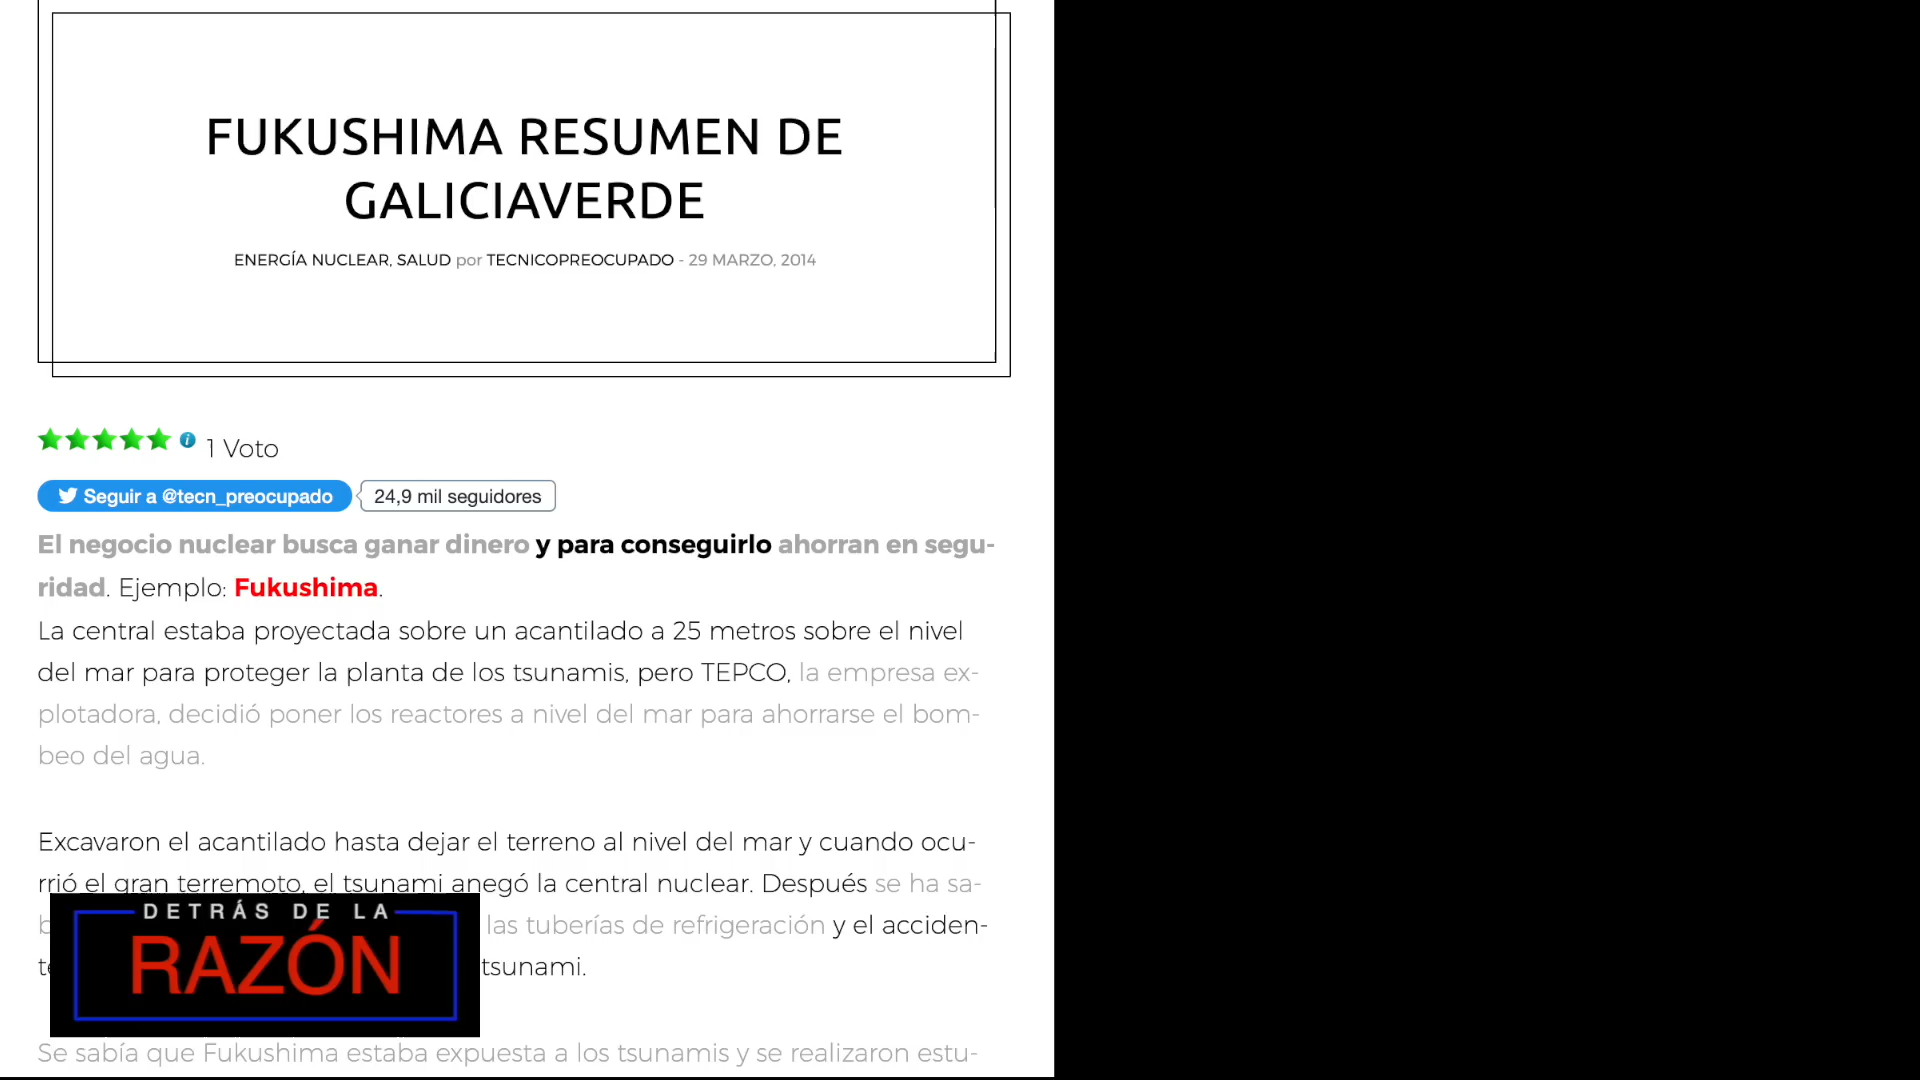 FUKUSHIMA RESUMEN DE
GALICIAVERDE
ENERGÍA NUCLEAR, SALUD por TECNICOPREOCUPADO - 29 MARZO, 2014
1 Voto
Seguir a @tecn_preocupado 24,9 mil seguidores
El negocio nuclear busca ganar dinero y para conseguirlo ahorran en segu-
ridad. Ejemplo: Fukushima.
La central estaba proyectada sobre un acantilado a 25 metros sobre el nivel
del mar para proteger la planta de los tsunamis, pero TEPCO, la empresa ex-
plotadora, decidió poner los reactores a nivel del mar para ahorrarse el bom-
beo del agua.
Excavaron el acantilado hasta dejar el terreno al nivel del mar y cuando ocu-
rrió el gran terremoto, el tsunami anegó la central nuclear. Después se ha sa-
las tuberías de refrigeración y el acciden-
tsunami.
DETRÁS DE LA
RAZÓN
Se sabía que Fukushima estaba expuesta a los tsunamis y se realizaron estu-